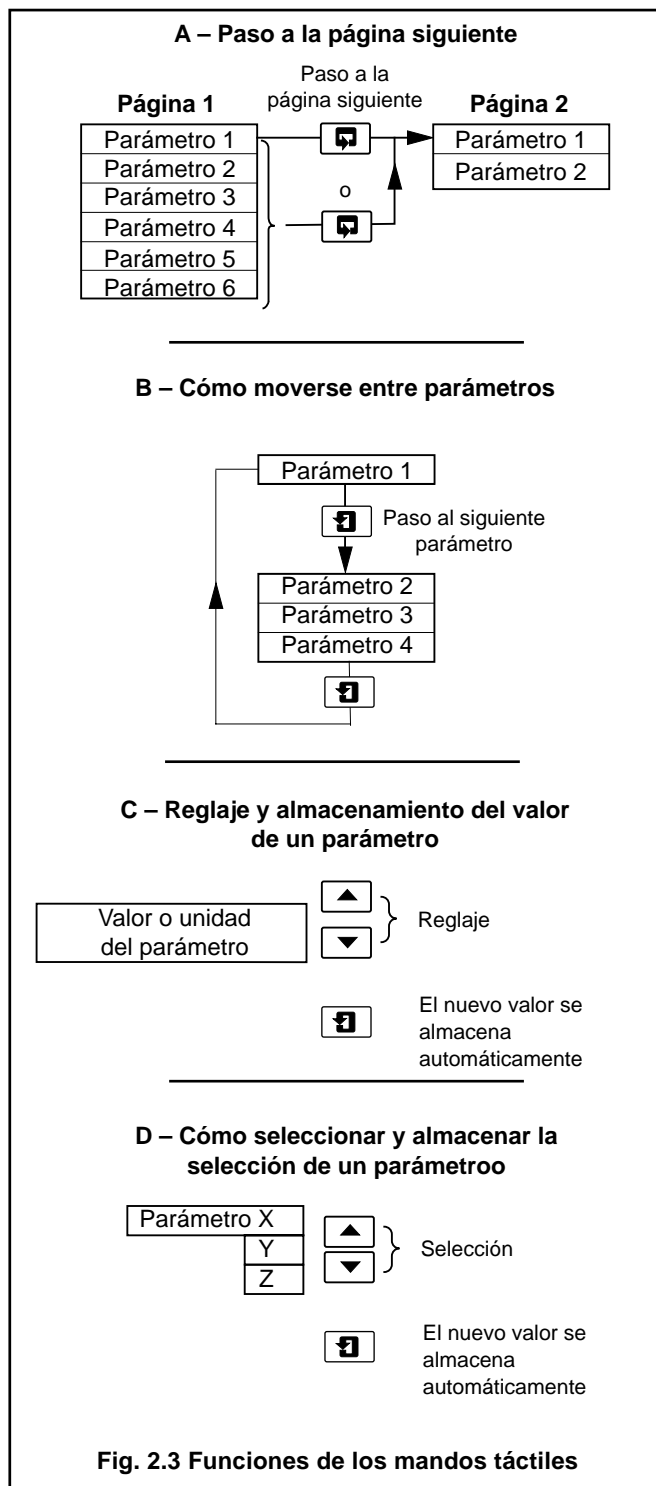 A – Paso a la página siguiente
Paso a la
página siguiente
Página 1
Página 2
Parámetro 1
Parámetro 2
Parámetro 3
Parámetro 4
Parámetro 5
Parámetro 6
o
Parámetro 1
Parámetro 2
B – Cómo moverse entre parámetros
Parámetro 1
Paso al siguiente
parámetro
Parámetro 2
Parámetro 3
Parámetro 4
C – Reglaje y almacenamiento del valor
de un parámetro
Valor o unidad
del parámetro
Reglaje
El nuevo valor se
almacena
automáticamente
D – Cómo seleccionar y almacenar la
selección de un parámetroo
Parámetro X
Y
Z
Selección
El nuevo valor se
almacena
automáticamente
Fig. 2.3 Funciones de los mandos táctiles